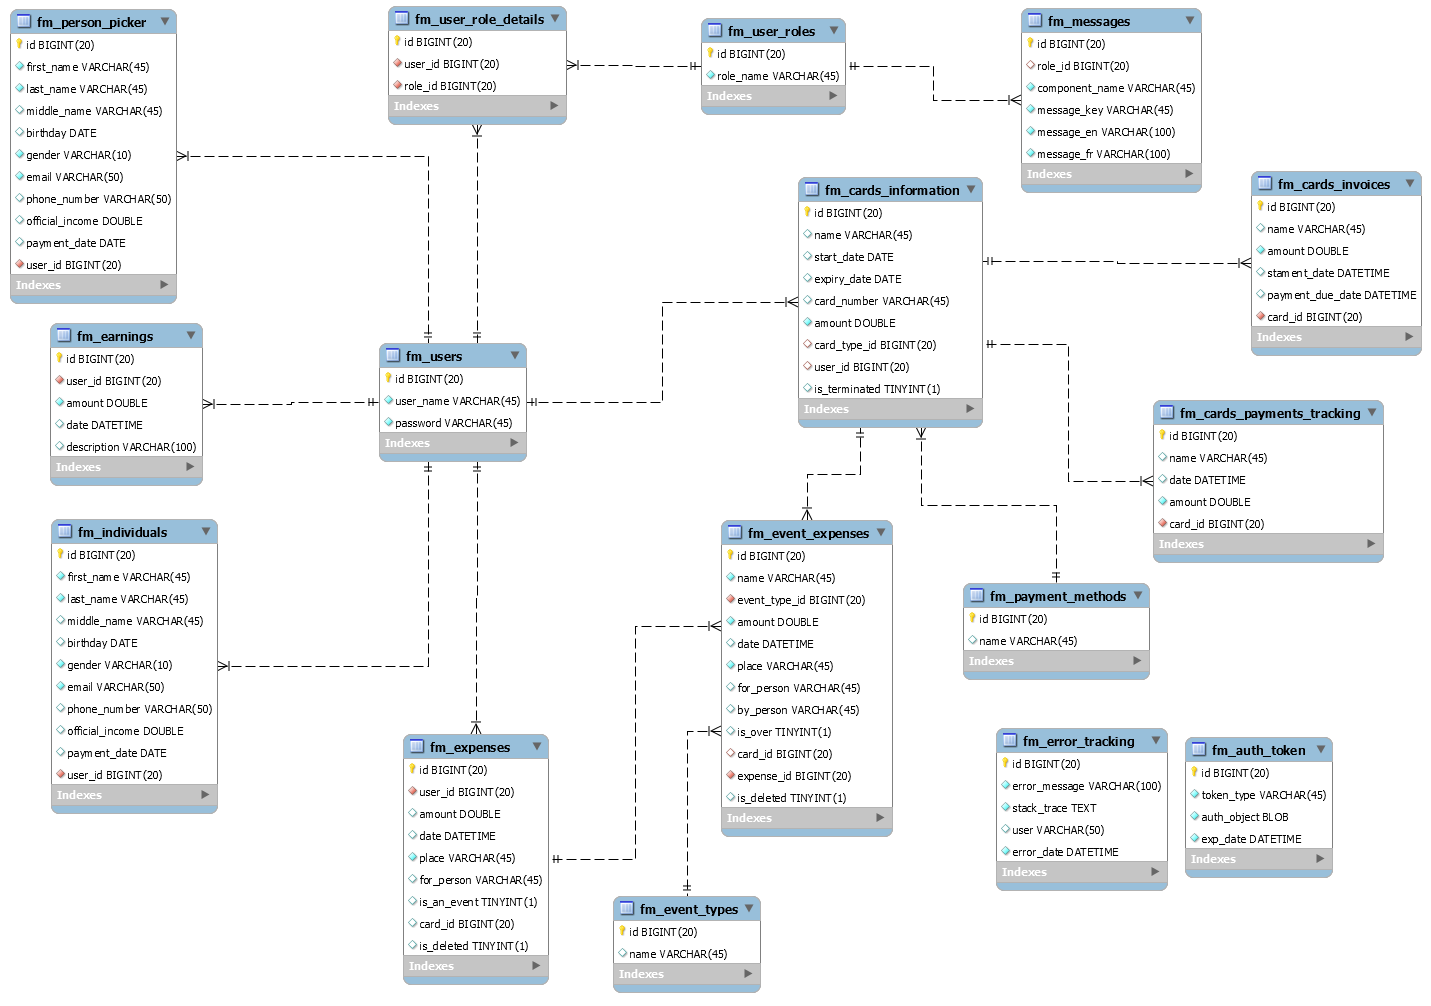 fm_person_picker
id BIGINT(20)
first_name VARCHAR(45)
last_name VARCHAR(45)
middle_name VARCHAR(45)
birthday DATE
gender VARCHAR(10)
email VARCHAR(50)
phone_number VARCHAR(50)
official_income DOUBLE
payment_date DATE
user_id BIGINT(20)
Indexes
fm_user_role_details
id BIGINT(20)
user_id BIGINT(20)
role_id BIGINT(20)
Indexes
fm_user_roles
id BIGINT(20)
role_name VARCHAR(45)
Indexes
fm_messages
id BIGINT(20)
role_id BIGINT(20)
component_name VARCHAR(45)
message_key VARCHAR(45)
message_en VARCHAR(100)
message_fr VARCHAR(100)
Indexes
fm_cards_information
id BIGINT(20)
name VARCHAR(45)
start_date DATE
expiry_date DATE
card_number VARCHAR(45)
amount DOUBLE
card_type_id BIGINT(20)
user_id BIGINT(20)
is_terminated TINYINT(1)
Indexes
fm_cards_invoices
id BIGINT(20)
name VARCHAR(45)
amount DOUBLE
stament_date DATETIME
payment_due_date DATETIME
card_id BIGINT(20)
Indexes
fm_earnings
id BIGINT(20)
user_id BIGINT(20)
amount DOUBLE
date DATETIME
description VARCHAR(100)
Indexes
fm_users
id BIGINT(20)
user_name VARCHAR(45)
password VARCHAR(45)
Indexes
fm_cards_payments_tracking
id BIGINT(20)
name VARCHAR(45)
date DATETIME
amount DOUBLE
card_id BIGINT(20)
Indexes
fm_individuals
id BIGINT(20)
first_name VARCHAR(45)
last_name VARCHAR(45)
middle_name VARCHAR(45)
birthday DATE
gender VARCHAR(10)
email VARCHAR(50)
phone_number VARCHAR(50)
official_income DOUBLE
payment_date DATE
user_id BIGINT(20)
Indexes
fm_event_expenses
id BIGINT(20)
name VARCHAR(45)
event_type_id BIGINT(20)
amount DOUBLE
date DATETIME
place VARCHAR(45)
for_person VARCHAR(45)
by_person VARCHAR(45)
is_over TINYINT(1)
card_id BIGINT(20)
expense_id BIGINT(20)
is_deleted TINYINT(1)
Indexes
fm_payment_methods
id BIGINT(20)
name VARCHAR(45)
Indexes
fm_expenses
id BIGINT(20)
user_id BIGINT(20)
amount DOUBLE
date DATETIME
place VARCHAR(45)
for_person VARCHAR(45)
is_an_event TINYINT(1)
card_id BIGINT(20)
is_deleted TINYINT(1)
Indexes
fm_error_tracking
id BIGINT(20)
error_message VARCHAR(100)
stack_trace TEXT
user VARCHAR(50)
error_date DATETIME
Indexes
fm_auth_token
id BIGINT(20)
token_type VARCHAR(45)
auth_object BLOB
exp_date DATETIME
Indexes
fm_event_types
id BIGINT(20)
name VARCHAR(45)
Indexes